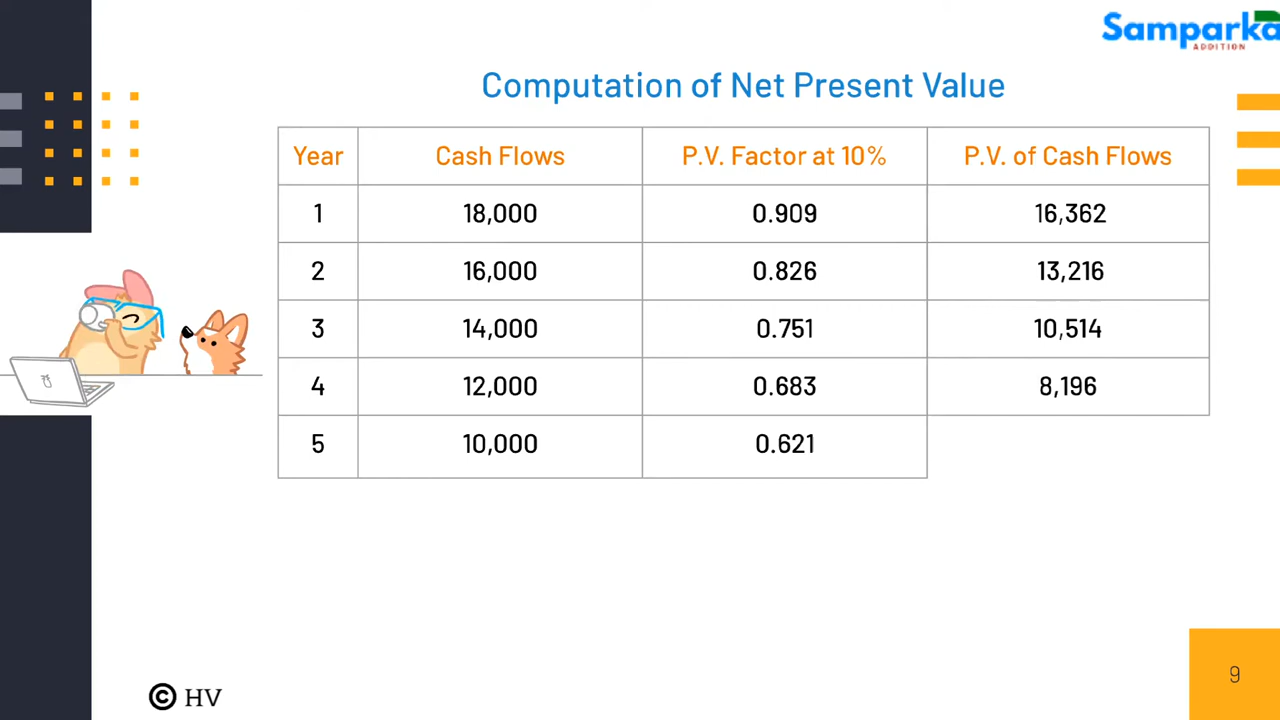 Samparka
ADDITION
Computation of Net Present Value
Year Cash Flows P.V. Factor at 10% P.V. of Cash Flows
1 18,000 0.909 16,362
2 16,000 0.826 13,216
3 14,000 0.751 10,514
4 12,000 0.683 8,196
5 10,000 0.621
© HV
9